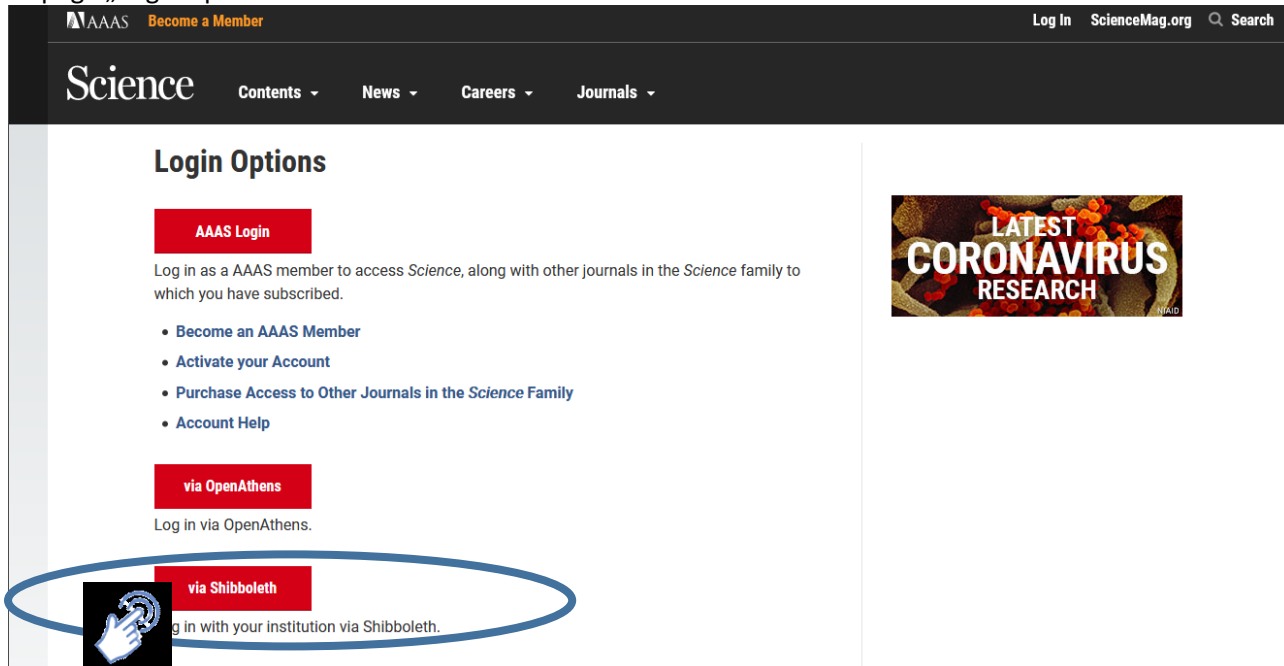 AAAS Become a Member Log In ScienceMag.org Search
Science Contents News Careers Journals
Login Options
AAAS Login
Log in as a AAAS member to access Science, along with other journals in the Science family to
which you have subscribed.
• Become an AAAS Member
• Activate your Account
• Purchase Access to Other Journals in the Science Family
• Account Help
via OpenAthens
Log in via OpenAthens.
via Shibboleth
in with your institution via Shibboleth.
LATEST
CORONAVIRUS
RESEARCH
NIAID